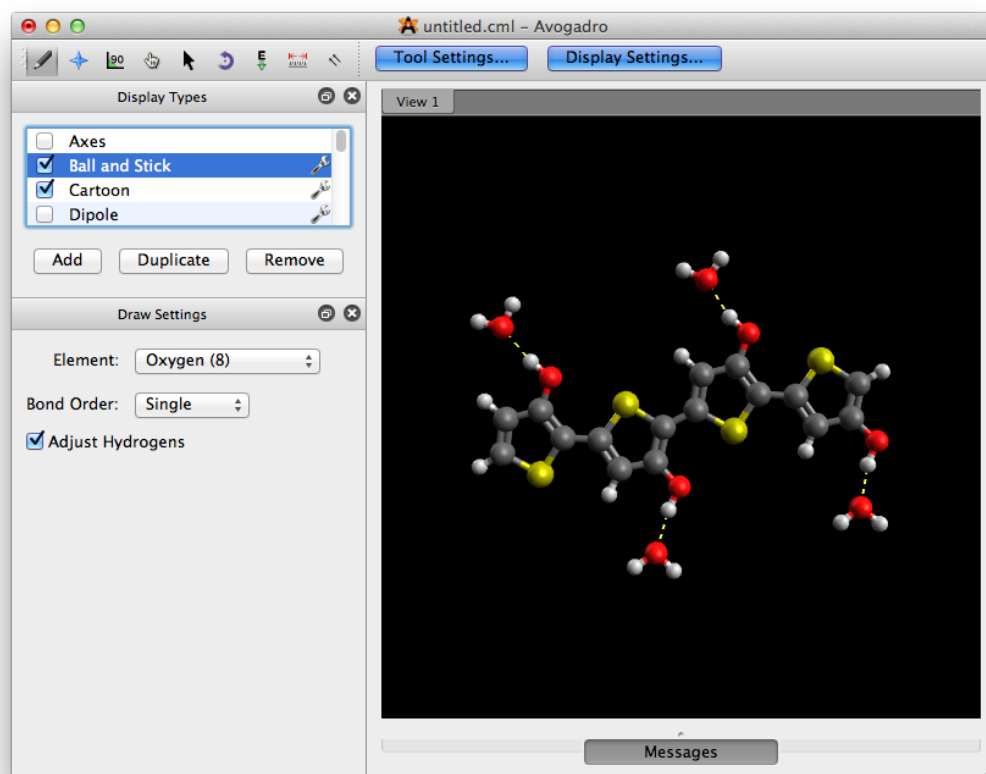 untitled.cml – Avogadro
90
E
Tool Settings...
Display Settings...
Display Types
Axes
Ball and Stick
Cartoon
Dipole
Add
Duplicate
Remove
Draw Settings
Element:
Oxygen (8)
Bond Order:
Single
Adjust Hydrogens
View 1
Messages